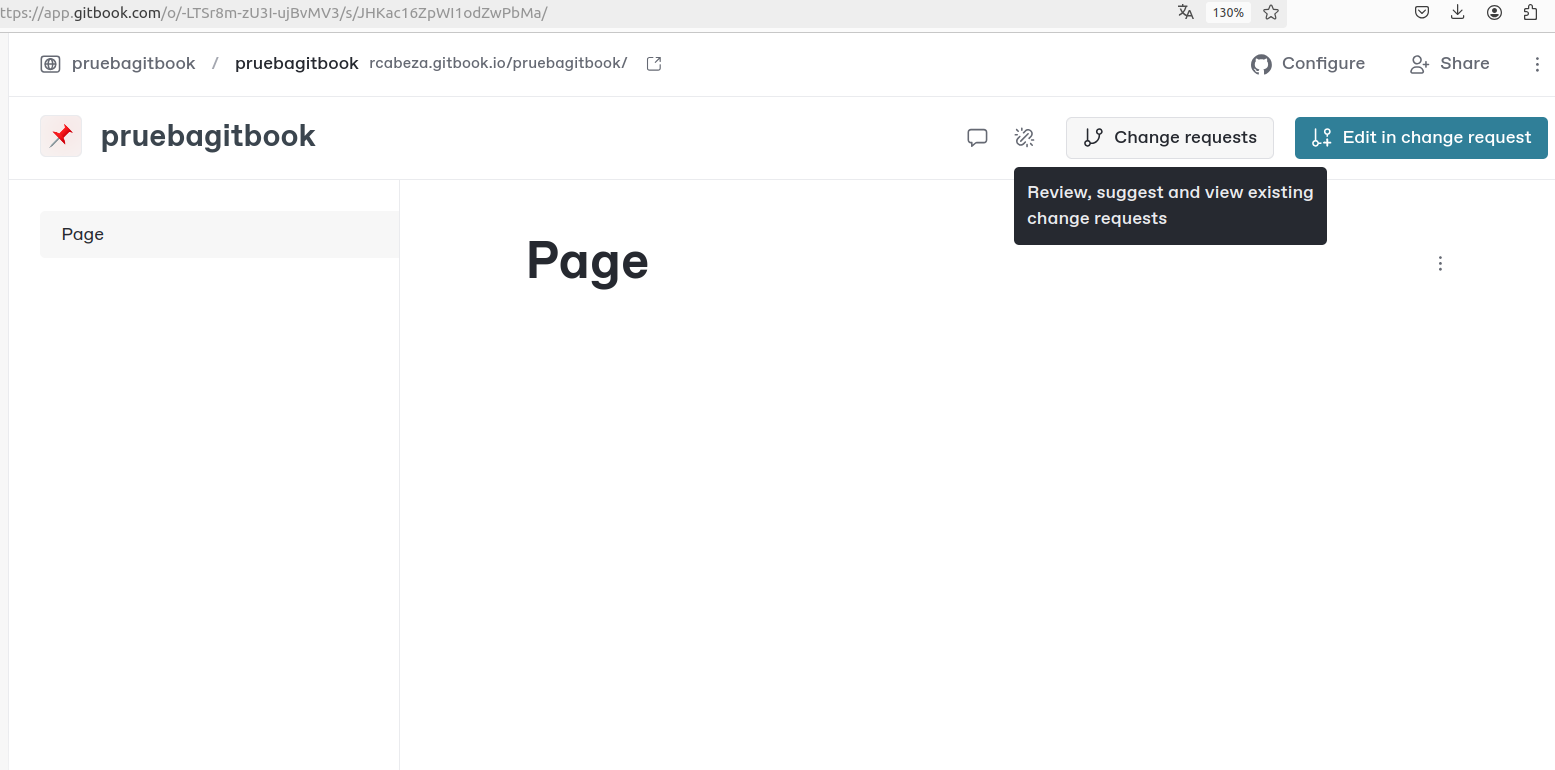 ttps://app.gitbook.com/o/-LTSr8m-zU3I-ujBvMV3/s/JHKac16ZpWI1odZwPbMa/
130%
pruebagitbook / pruebagitbook rcabeza.gitbook.io/pruebagitbook/
Configure
Share
pruebagitbook
Change requests
Edit in change request
Review, suggest and view existing
change requests
Page
Page